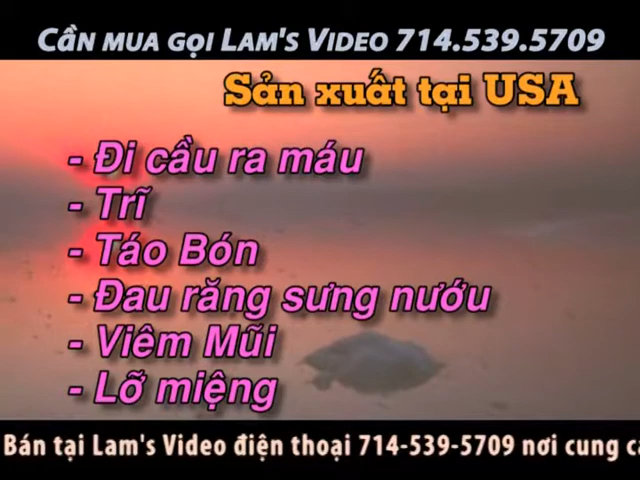 Cần mua gọi Lam's Video 714.539.5709
Sản xuất tại USA
- Đi cầu ra máu
- Trĩ
- Táo Bón
- Đau răng sưng nướu
- Viêm Mũi
- Lỡ miệng
Bán tại Lam's Video điện thoại 714-539-5709 nơi cung